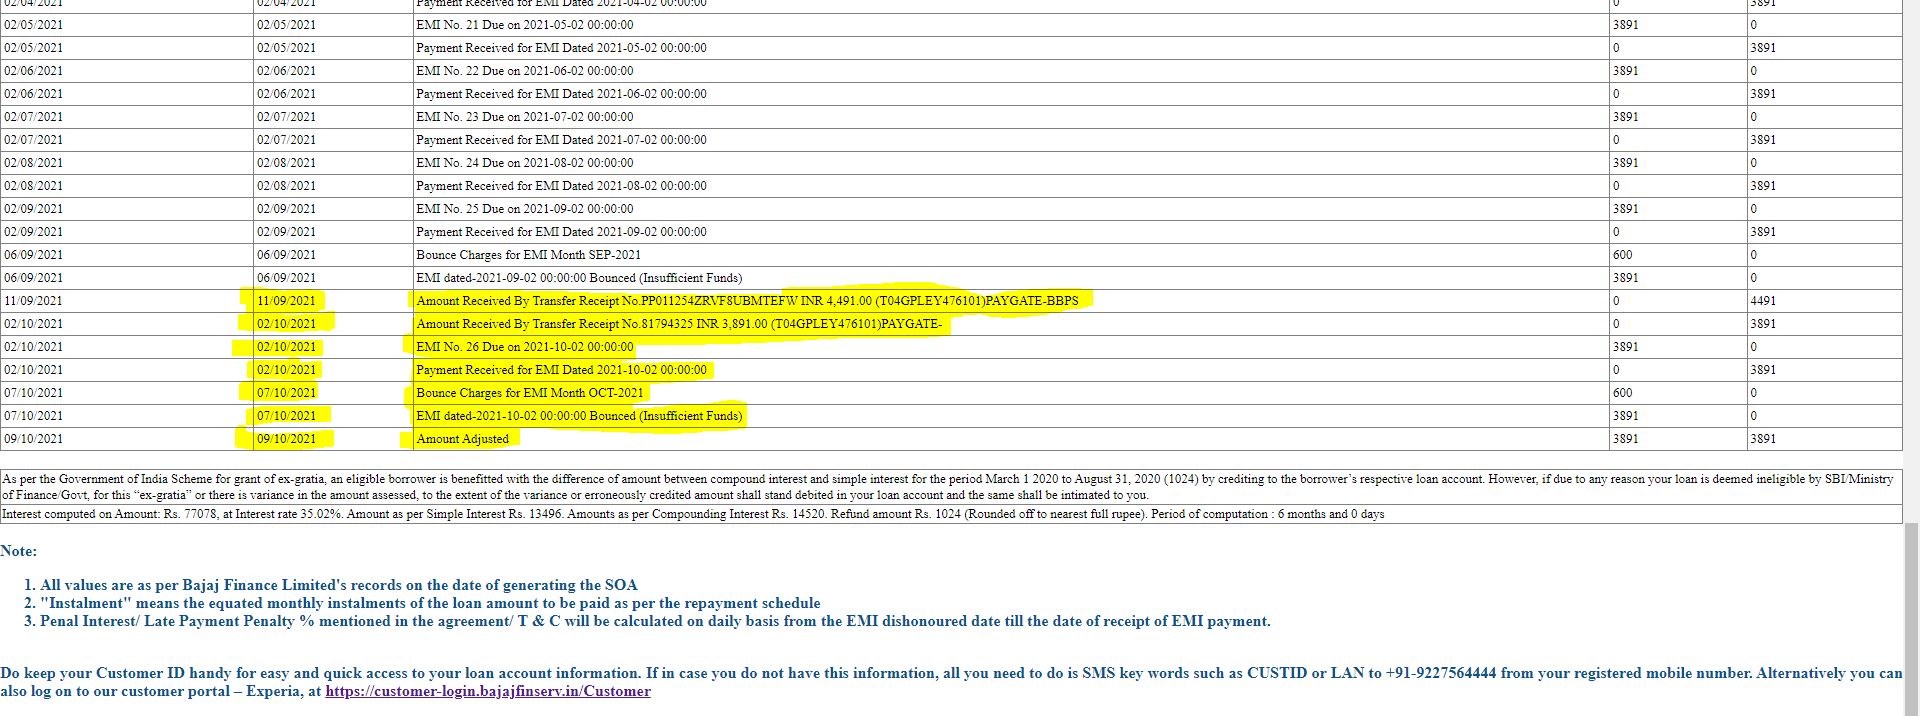 02/04/2021 02/04/2021 Payment Received for EMI Dated 2021-04-02 00:00:00 0 3891
02/05/2021 02/05/2021 EMI No. 21 Due on 2021-05-02 00:00:00 3891 0
02/05/2021 02/05/2021 Payment Received for EMI Dated 2021-05-02 00:00:00 0 3891
02/06/2021 02/06/2021 EMI No. 22 Due on 2021-06-02 00:00:00 3891 0
02/06/2021 02/06/2021 Payment Received for EMI Dated 2021-06-02 00:00:00 0 3891
02/07/2021 02/07/2021 EMI No. 23 Due on 2021-07-02 00:00:00 3891 0
02/07/2021 02/07/2021 Payment Received for EMI Dated 2021-07-02 00:00:00 0 3891
02/08/2021 02/08/2021 EMI No. 24 Due on 2021-08-02 00:00:00 3891 0
02/08/2021 02/08/2021 Payment Received for EMI Dated 2021-08-02 00:00:00 0 3891
02/09/2021 02/09/2021 EMI No. 25 Due on 2021-09-02 00:00:00 3891 0
02/09/2021 02/09/2021 Payment Received for EMI Dated 2021-09-02 00:00:00 0 3891
06/09/2021 06/09/2021 Bounce Charges for EMI Month SEP-2021 600 0
06/09/2021 06/09/2021 EMI dated-2021-09-02 00:00:00 Bounced (Insufficient Funds) 3891 0
11/09/2021 11/09/2021 Amount Received By Transfer Receipt No.PP011254ZRVF8UBMTEFW INR 4,491.00 (T04GPLEY476101)PAYGATE-BBPS 0 4491
02/10/2021 02/10/2021 Amount Received By Transfer Receipt No.81794325 INR 3,891.00 (T04GPLEY476101)PAYGATE- 0 3891
02/10/2021 02/10/2021 EMI No. 26 Due on 2021-10-02 00:00:00 3891 0
02/10/2021 02/10/2021 Payment Received for EMI Dated 2021-10-02 00:00:00 0 3891
07/10/2021 07/10/2021 Bounce Charges for EMI Month OCT-2021 600 0
07/10/2021 07/10/2021 EMI dated-2021-10-02 00:00:00 Bounced (Insufficient Funds) 3891 0
09/10/2021 09/10/2021 Amount Adjusted 3891 3891
As per the Government of India Scheme for grant of ex-gratia, an eligible borrower is benefitted with the difference of amount between compound interest and simple interest for the period March 1 2020 to August 31, 2020 (1024) by crediting to the borrower’s respective loan account. However, if due to any reason your loan is deemed ineligible by SBI/Ministry
of Finance/Govt, for this “ex-gratia” or there is variance in the amount assessed, to the extent of the variance or erroneously credited amount shall stand debited in your loan account and the same shall be intimated to you.
Interest computed on Amount: Rs. 77078, at Interest rate 35.02%. Amount as per Simple Interest Rs. 13496. Amounts as per Compounding Interest Rs. 14520. Refund amount Rs. 1024 (Rounded off to nearest full rupee). Period of computation : 6 months and 0 days
Note:
1. All values are as per Bajaj Finance Limited's records on the date of generating the SOA
2. "Instalment" means the equated monthly instalments of the loan amount to be paid as per the repayment schedule
3. Penal Interest/ Late Payment Penalty % mentioned in the agreement/ T & C will be calculated on daily basis from the EMI dishonoured date till the date of receipt of EMI payment.
Do keep your Customer ID handy for easy and quick access to your loan account information. If in case you do not have this information, all you need to do is SMS key words such as CUSTID or LAN to +91-9227564444 from your registered mobile number. Alternatively you can
also log on to our customer portal – Experia, at https://customer-login.bajajfinserv.in/Customer